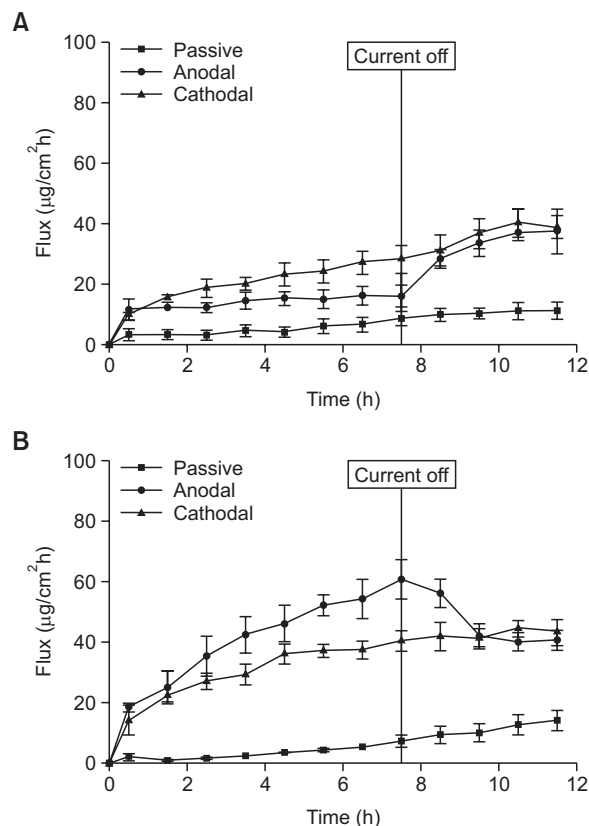 A
Passive
Anodal
Cathodal
Current off
Flux (µg/cm²h)
100
80
60
40
20
0
0 2 4 6 8 10 12
Time (h)
B
Passive
Anodal
Cathodal
Current off
Flux (µg/cm²h)
100
80
60
40
20
0
0 2 4 6 8 10 12
Time (h)